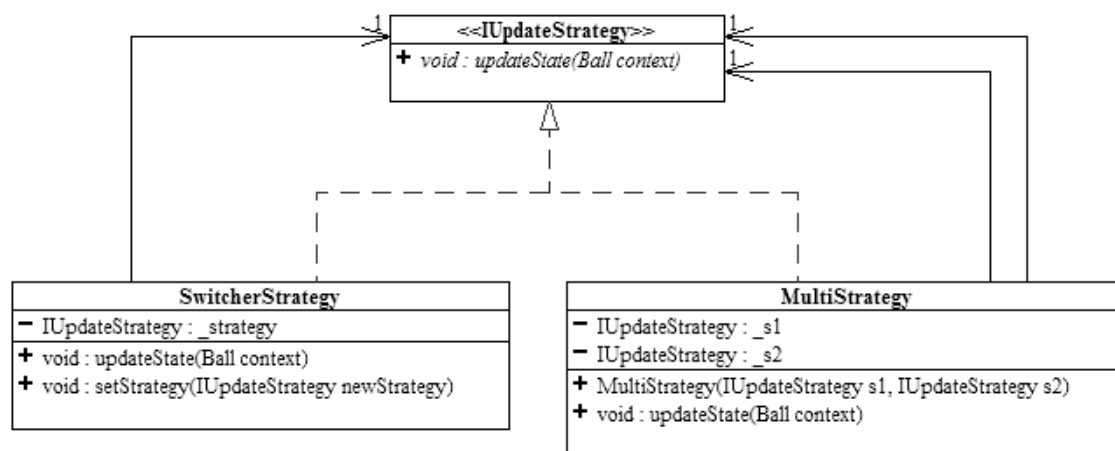 1
<<IUpdateStrategy>>
1
+ void : updateState(Ball context)
1
SwitcherStrategy
- IUpdateStrategy : _strategy
+ void : updateState(Ball context)
+ void : setStrategy(IUpdateStrategy newStrategy)
MultiStrategy
- IUpdateStrategy : _s1
- IUpdateStrategy : _s2
+ MultiStrategy(IUpdateStrategy s1, IUpdateStrategy s2)
+ void : updateState(Ball context)